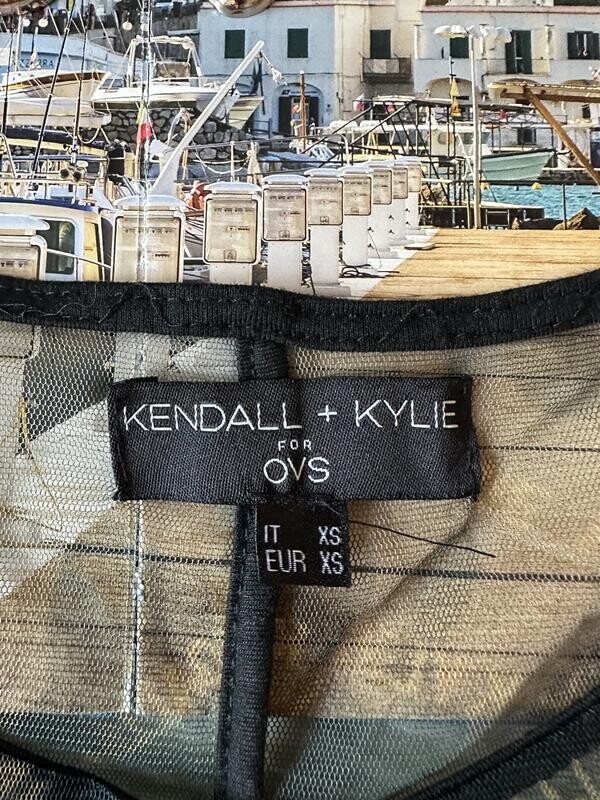 KENDALL + KYLIE
FOR
OVS
IT XS
EUR XS